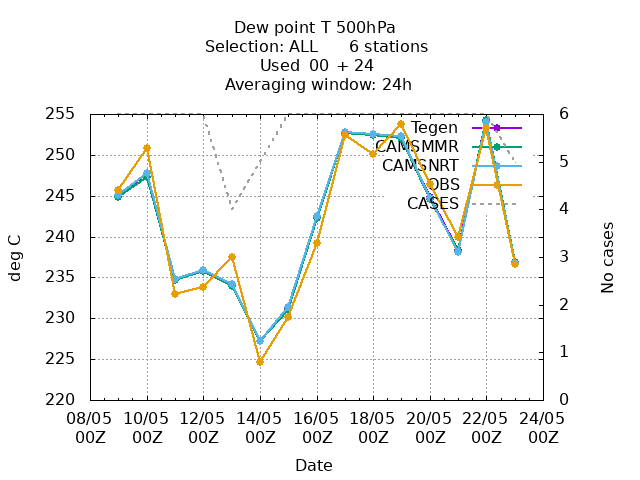 Dew point T 500hPa
Selection: ALL 6 stations
Used 00 + 24
Averaging window: 24h
255
250
245
240
235
230
225
220
deg C
6
5
4
3
2
1
0
No cases
Tegen
CAMSMMR
CAMSNRT
OBS
CASES
08/05 10/05 12/05 14/05 16/05 18/05 20/05 22/05 24/05
00Z 00Z 00Z 00Z 00Z 00Z 00Z 00Z 00Z
Date